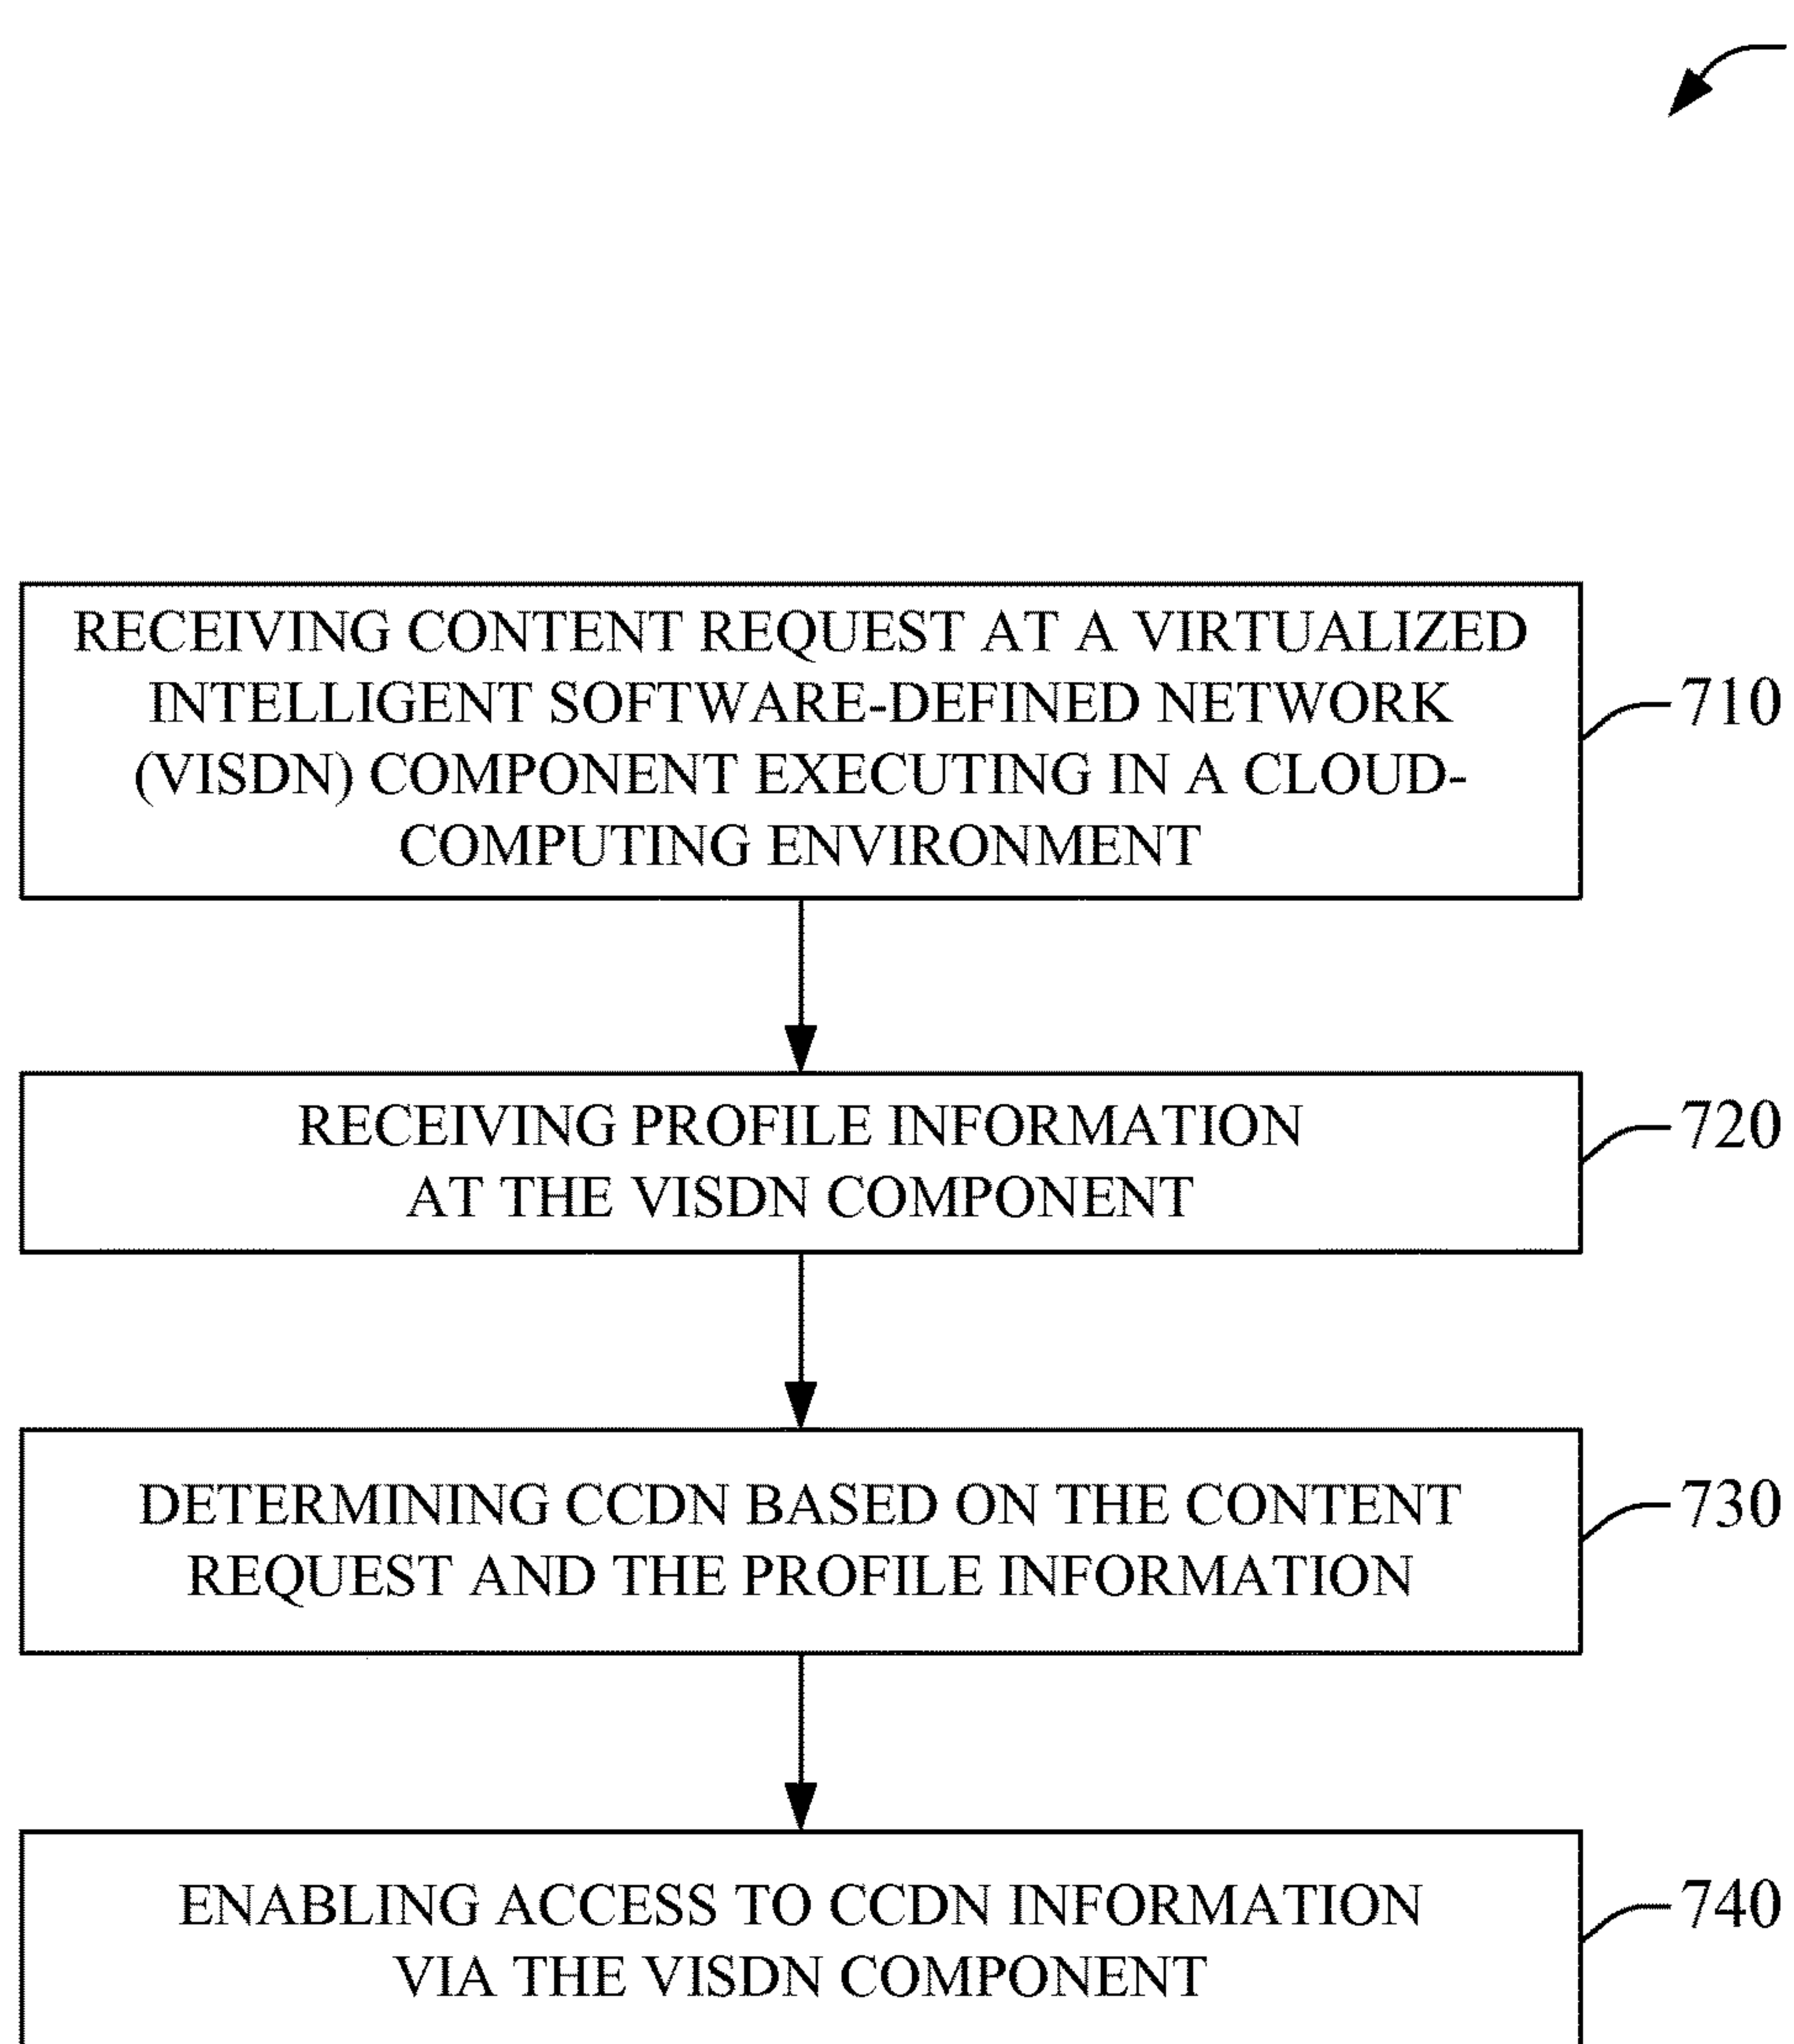 RECEIVING CONTENT REQUEST AT A VIRTUALIZED
INTELLIGENT SOFTWARE-DEFINED NETWORK
(VISDN) COMPONENT EXECUTING IN A CLOUD-
COMPUTING ENVIRONMENT
710
RECEIVING PROFILE INFORMATION
AT THE VISDN COMPONENT
720
DETERMINING CCDN BASED ON THE CONTENT
REQUEST AND THE PROFILE INFORMATION
730
ENABLING ACCESS TO CCDN INFORMATION
VIA THE VISDN COMPONENT
740